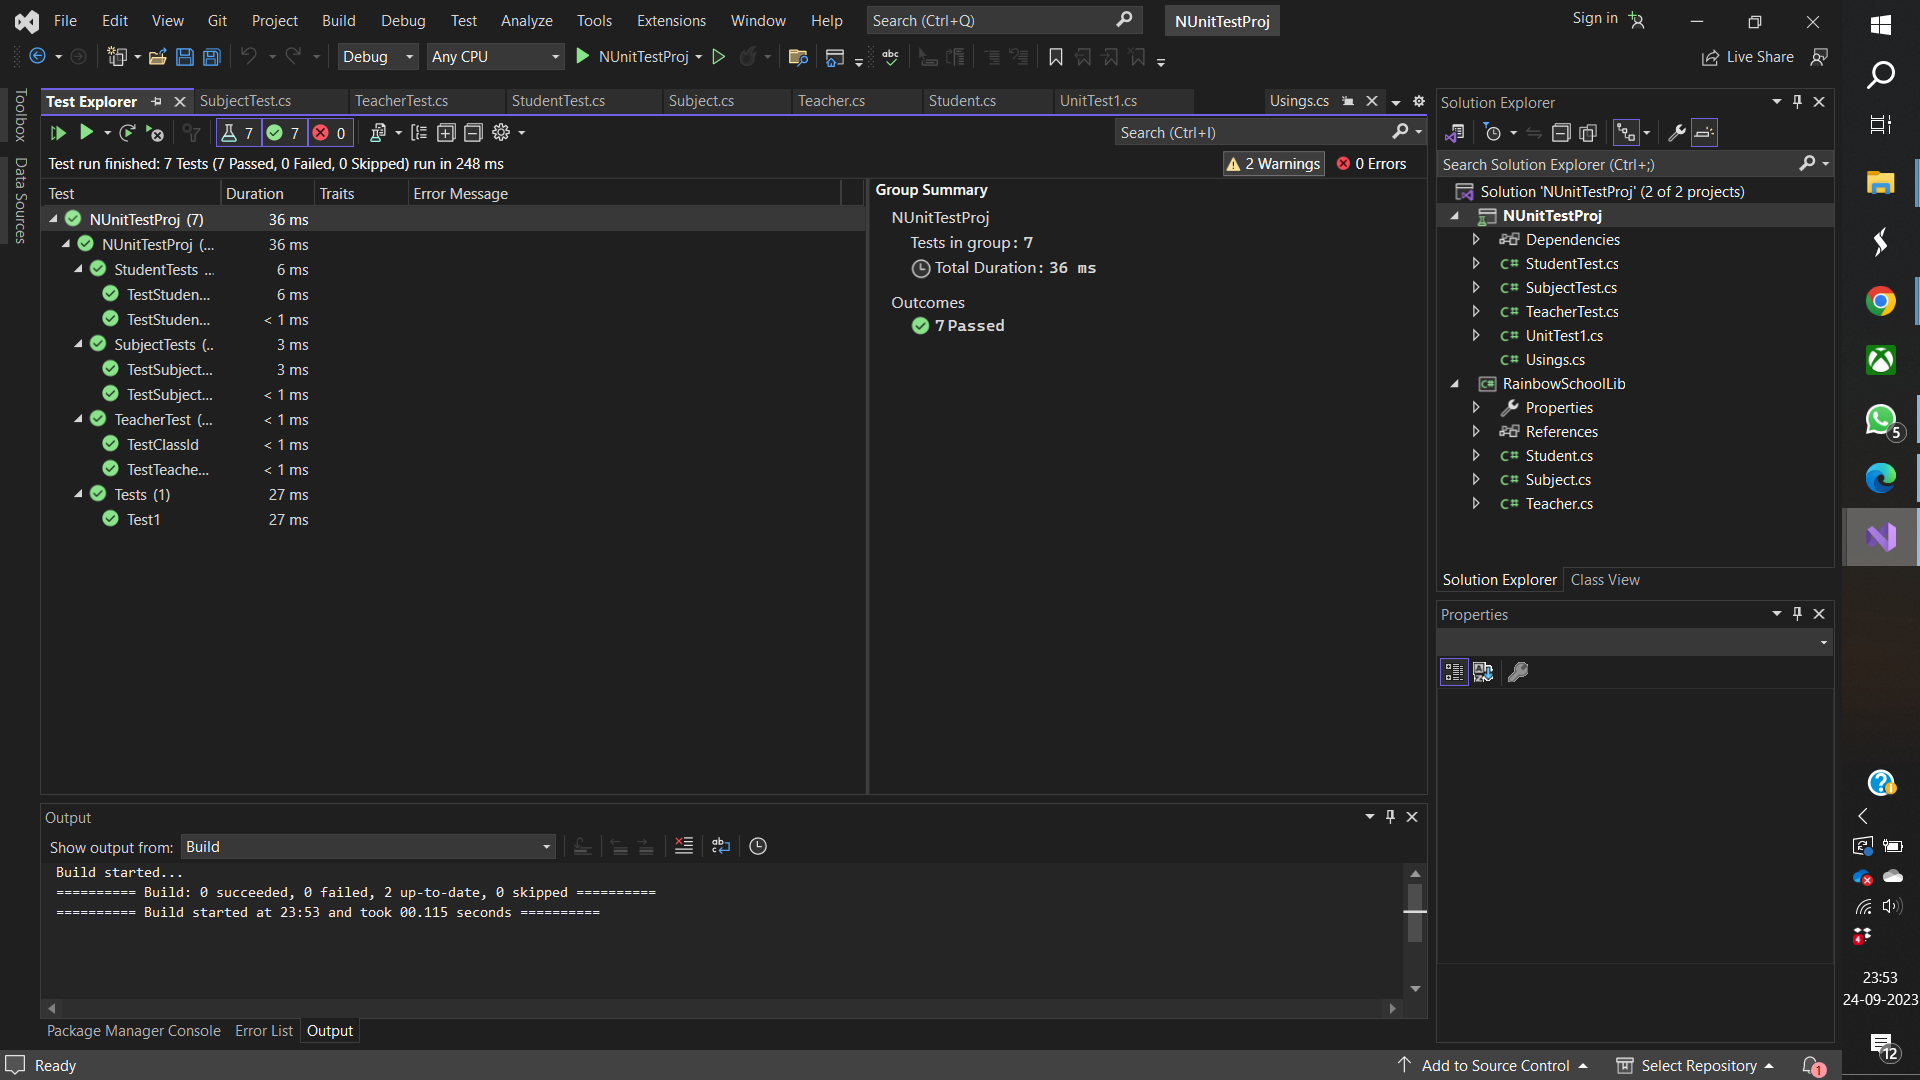 File Edit View Git Project Build Debug Test Analyze Tools Extensions Window Help Search (Ctrl+Q) NUnitTestProj Sign in
Debug Any CPU NUnitTestProj Live Share
Toolbox
Data Sources
Test Explorer SubjectTest.cs TeacherTest.cs StudentTest.cs Subject.cs Teacher.cs Student.cs UnitTest1.cs Usings.cs
7 7 0 Search (Ctrl+I)
Test run finished: 7 Tests (7 Passed, 0 Failed, 0 Skipped) run in 248 ms 2 Warnings 0 Errors
Test Duration Traits Error Message
NUnitTestProj (7) 36 ms
NUnitTestProj (... 36 ms
StudentTests ... 6 ms
TestStuden... 6 ms
TestStuden... < 1 ms
SubjectTests (.. 3 ms
TestSubject... 3 ms
TestSubject... < 1 ms
TeacherTest (... < 1 ms
TestClassId < 1 ms
TestTeache... < 1 ms
Tests (1) 27 ms
Test1 27 ms
Group Summary
NUnitTestProj
Tests in group: 7
Total Duration: 36 ms
Outcomes
7 Passed
Output
Show output from: Build
Build started...
========== Build: 0 succeeded, 0 failed, 2 up-to-date, 0 skipped ==========
========== Build started at 23:53 and took 00.115 seconds ==========
Package Manager Console Error List Output
Solution Explorer
Search Solution Explorer (Ctrl+;)
Solution 'NUnitTestProj' (2 of 2 projects)
NUnitTestProj
Dependencies
C# StudentTest.cs
C# SubjectTest.cs
C# TeacherTest.cs
C# UnitTest1.cs
C# Usings.cs
C# RainbowSchoolLib
Properties
References
C# Student.cs
C# Subject.cs
C# Teacher.cs
Solution Explorer Class View
Properties
Ready Add to Source Control Select Repository 1
5
4
23:53
24-09-2023
12